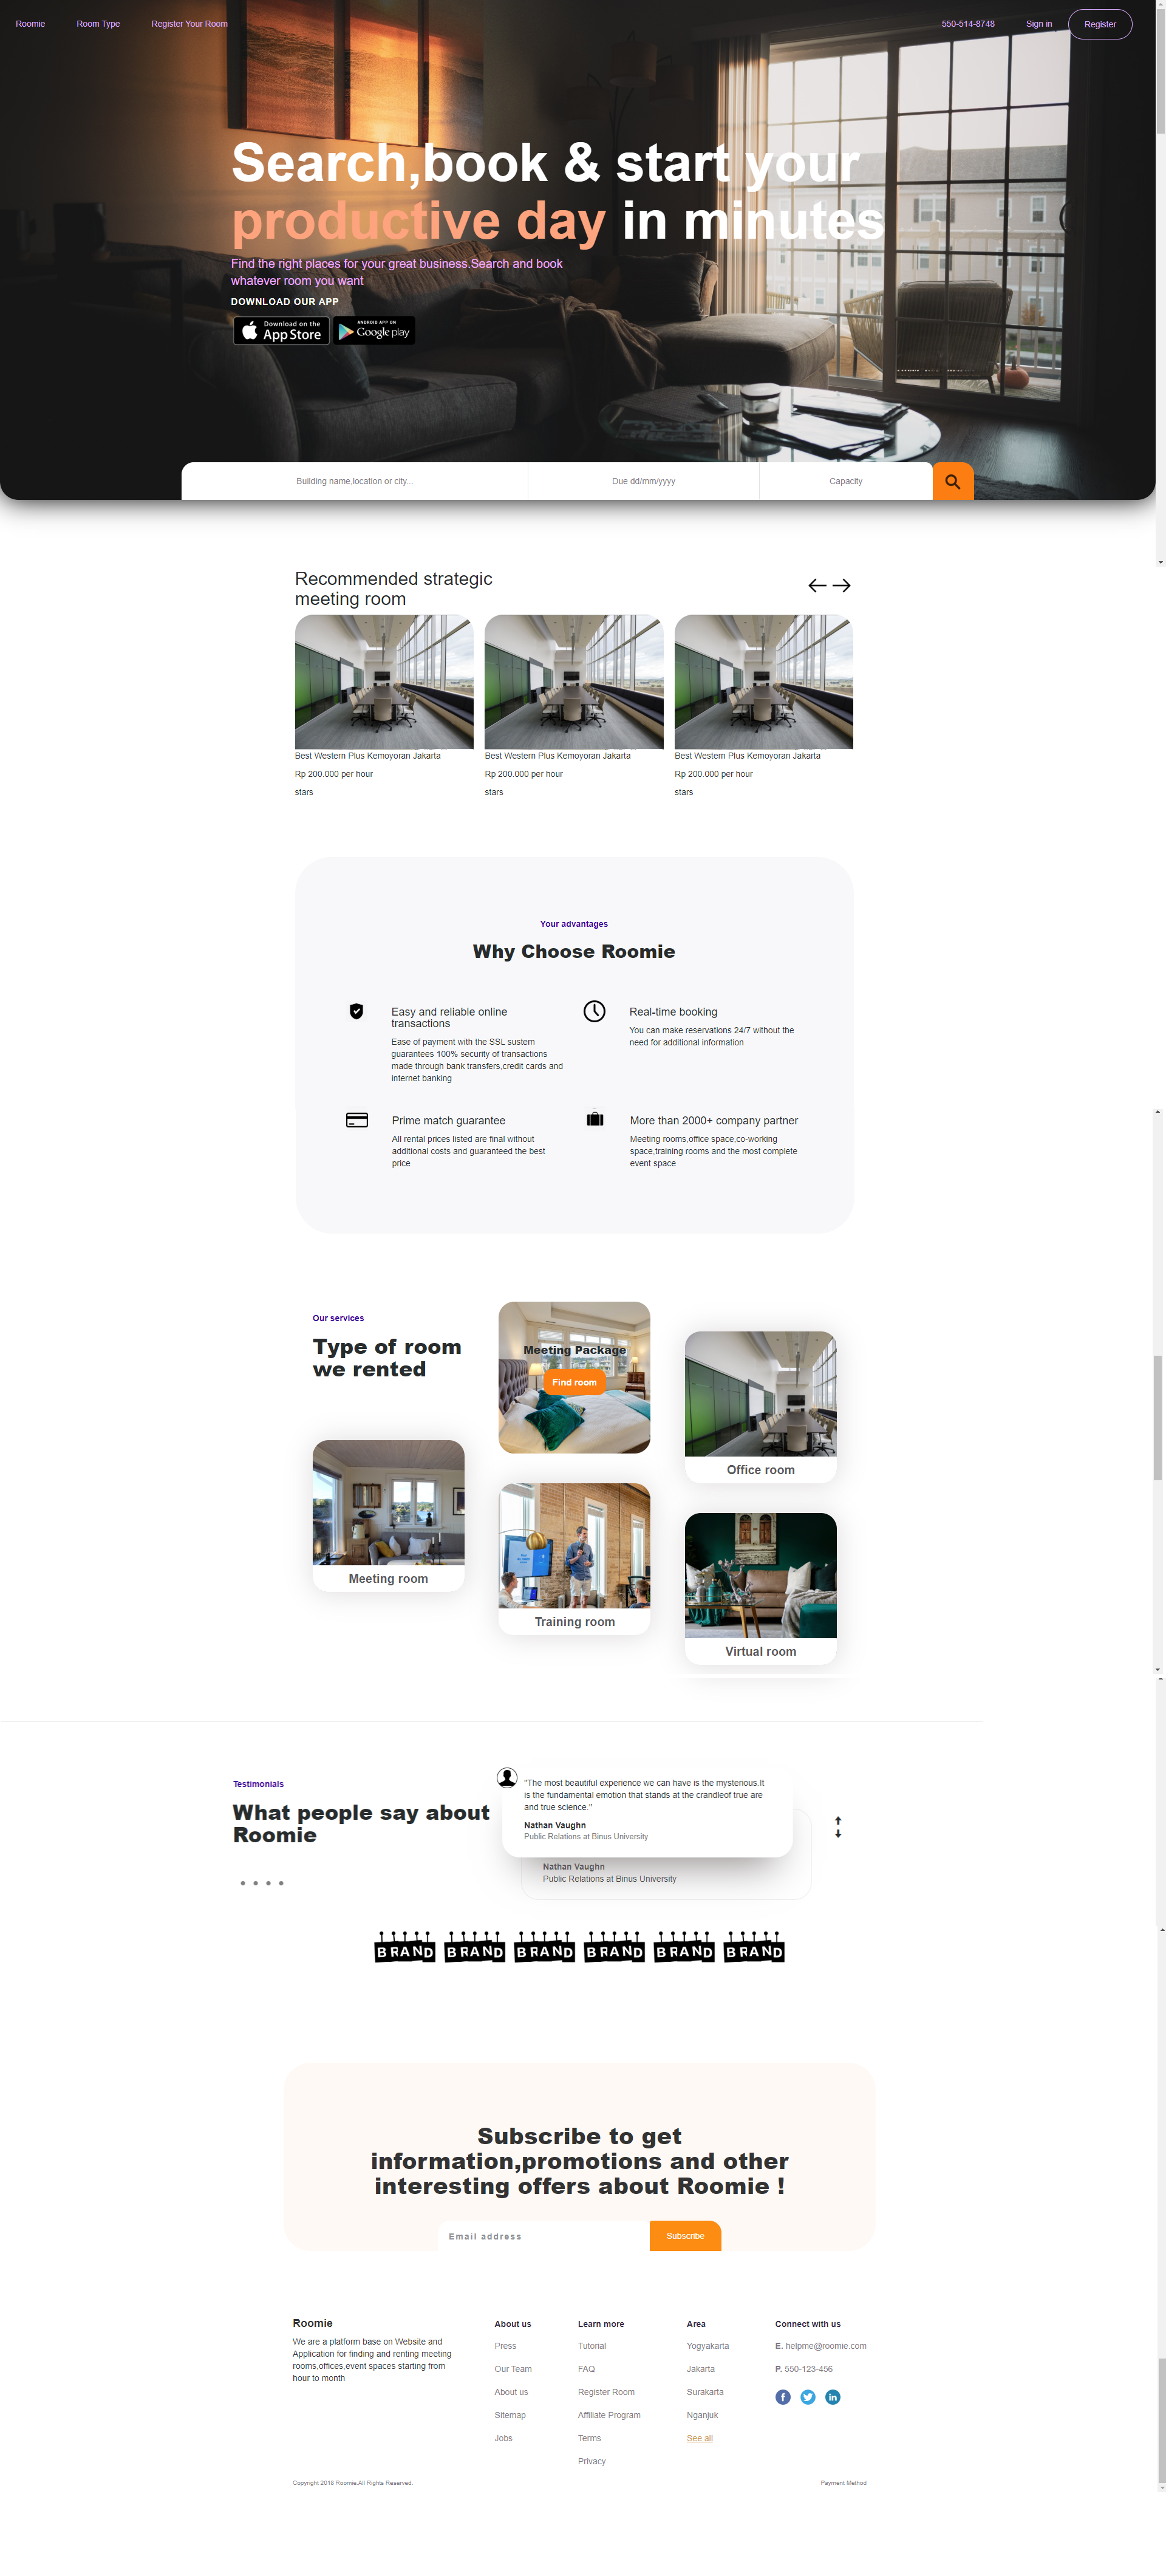 Roomie Room Type Register Your Room 550-514-8748 Sign in Register
Search,book & start your
productive day in minutes
Find the right places for your great business.Search and book
whatever room you want
DOWNLOAD OUR APP
Download on the
App Store
ANDROID APP ON
Google play
Building name,location or city... Due dd/mm/yyyy Capacity
Recommended strategic
meeting room
Best Western Plus Kemoyoran Jakarta
Rp 200.000 per hour
stars
Best Western Plus Kemoyoran Jakarta
Rp 200.000 per hour
stars
Best Western Plus Kemoyoran Jakarta
Rp 200.000 per hour
stars
Your advantages
Why Choose Roomie
Easy and reliable online
transactions
Ease of payment with the SSL sustem
guarantees 100% security of transactions
made through bank transfers,credit cards and
internet banking
Real-time booking
You can make reservations 24/7 without the
need for additional information
Prime match guarantee
All rental prices listed are final without
additional costs and guaranteed the best
price
More than 2000+ company partner
Meeting rooms,office space,co-working
space,training rooms and the most complete
event space
Our services
Type of room
we rented
Meeting Package
Find room
Office room
Meeting room
Training room
Virtual room
Testimonials
What people say about
Roomie
"The most beautiful experience we can have is the mysterious.It
is the fundamental emotion that stands at the crandleof true are
and true science."
Nathan Vaughn
Public Relations at Binus University
Nathan Vaughn
Public Relations at Binus University
BRAND BRAND BRAND BRAND BRAND BRAND
Subscribe to get
information,promotions and other
interesting offers about Roomie !
Email address Subscribe
Roomie
We are a platform base on Website and
Application for finding and renting meeting
rooms,offices,event spaces starting from
hour to month
About us
Press
Our Team
About us
Sitemap
Jobs
Learn more
Tutorial
FAQ
Register Room
Affiliate Program
Terms
Privacy
Area
Yogyakarta
Jakarta
Surakarta
Nganjuk
See all
Connect with us
E. helpme@roomie.com
P. 550-123-456
Copyright 2018 Roomie.All Rights Reserved. Payment Method